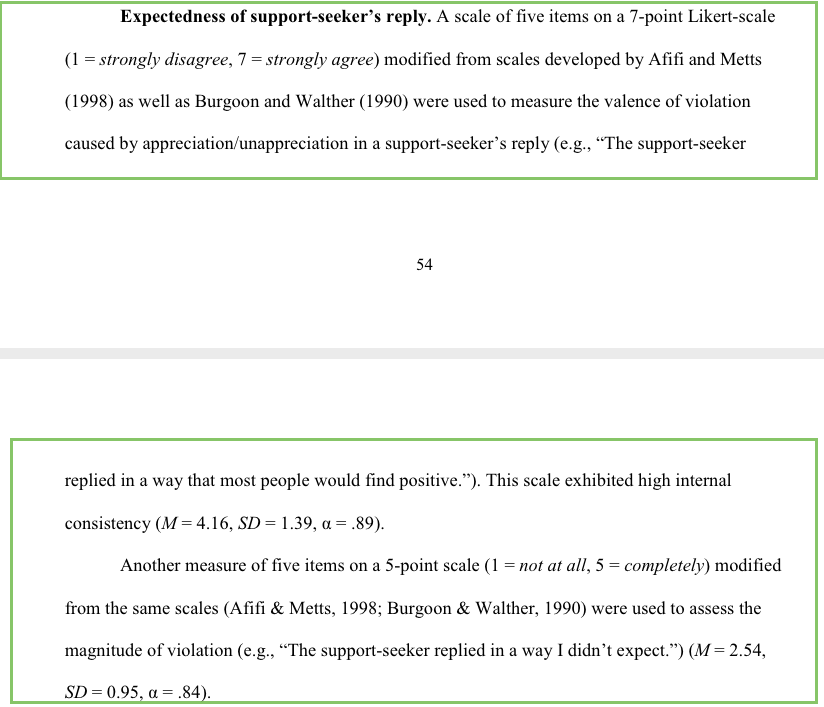 Expectedness of support-seeker’s reply. A scale of five items on a 7-point Likert-scale
(1 = strongly disagree, 7 = strongly agree) modified from scales developed by Afifi and Metts
(1998) as well as Burgoon and Walther (1990) were used to measure the valence of violation
caused by appreciation/unappreciation in a support-seeker’s reply (e.g., “The support-seeker
54
replied in a way that most people would find positive.”). This scale exhibited high internal
consistency (M = 4.16, SD = 1.39, α = .89).
Another measure of five items on a 5-point scale (1 = not at all, 5 = completely) modified
from the same scales (Afifi & Metts, 1998; Burgoon & Walther, 1990) were used to assess the
magnitude of violation (e.g., “The support-seeker replied in a way I didn’t expect.”) (M = 2.54,
SD = 0.95, α = .84).